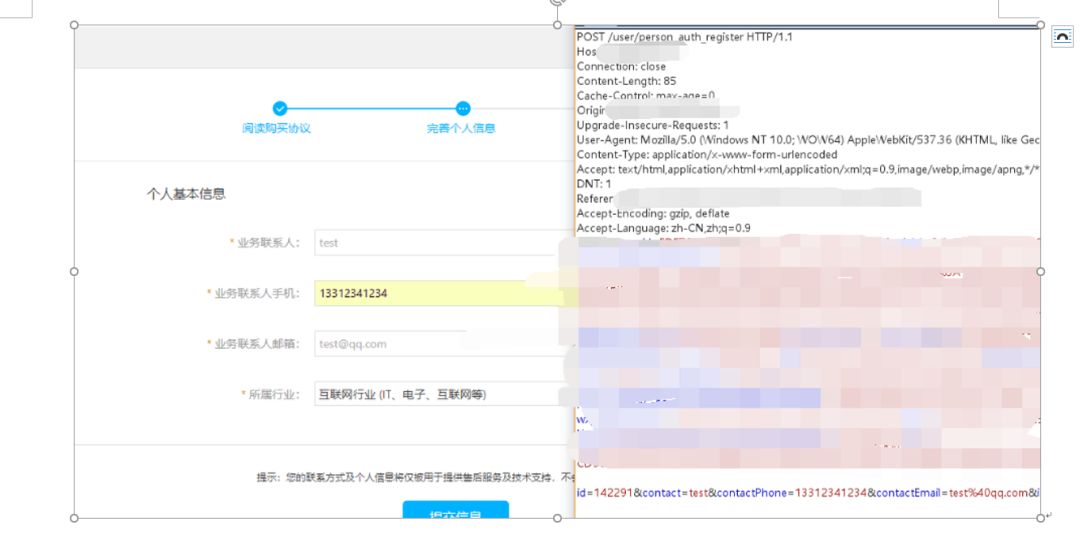 阅读购买协议
完善个人信息
个人基本信息
* 业务联系人：
test
* 业务联系人手机：
13312341234
* 业务联系人邮箱：
test@qq.com
* 所属行业：
互联网行业 (IT、电子、互联网等)
提示：您的联系方式及个人信息将仅被用于提供售后服务及技术支持、不
提交信息
POST /user/person_auth_register HTTP/1.1
Hos
Connection: close
Content-Length: 85
Cache-Control: max-age=0
Origin
Upgrade-Insecure-Requests: 1
User-Agent: Mozilla/5.0 (Windows NT 10.0; WOW64) AppleWebKit/537.36 (KHTML, like Gec
Content-Type: application/x-www-form-urlencoded
Accept: text/html,application/xhtml+xml,application/xml;q=0.9,image/webp,image/apng,*/*
DNT: 1
Referer
Accept-Encoding: gzip, deflate
Accept-Language: zh-CN,zh;q=0.9
id=142291&contact=test&contactPhone=13312341234&contactEmail=test%40qq.com&i